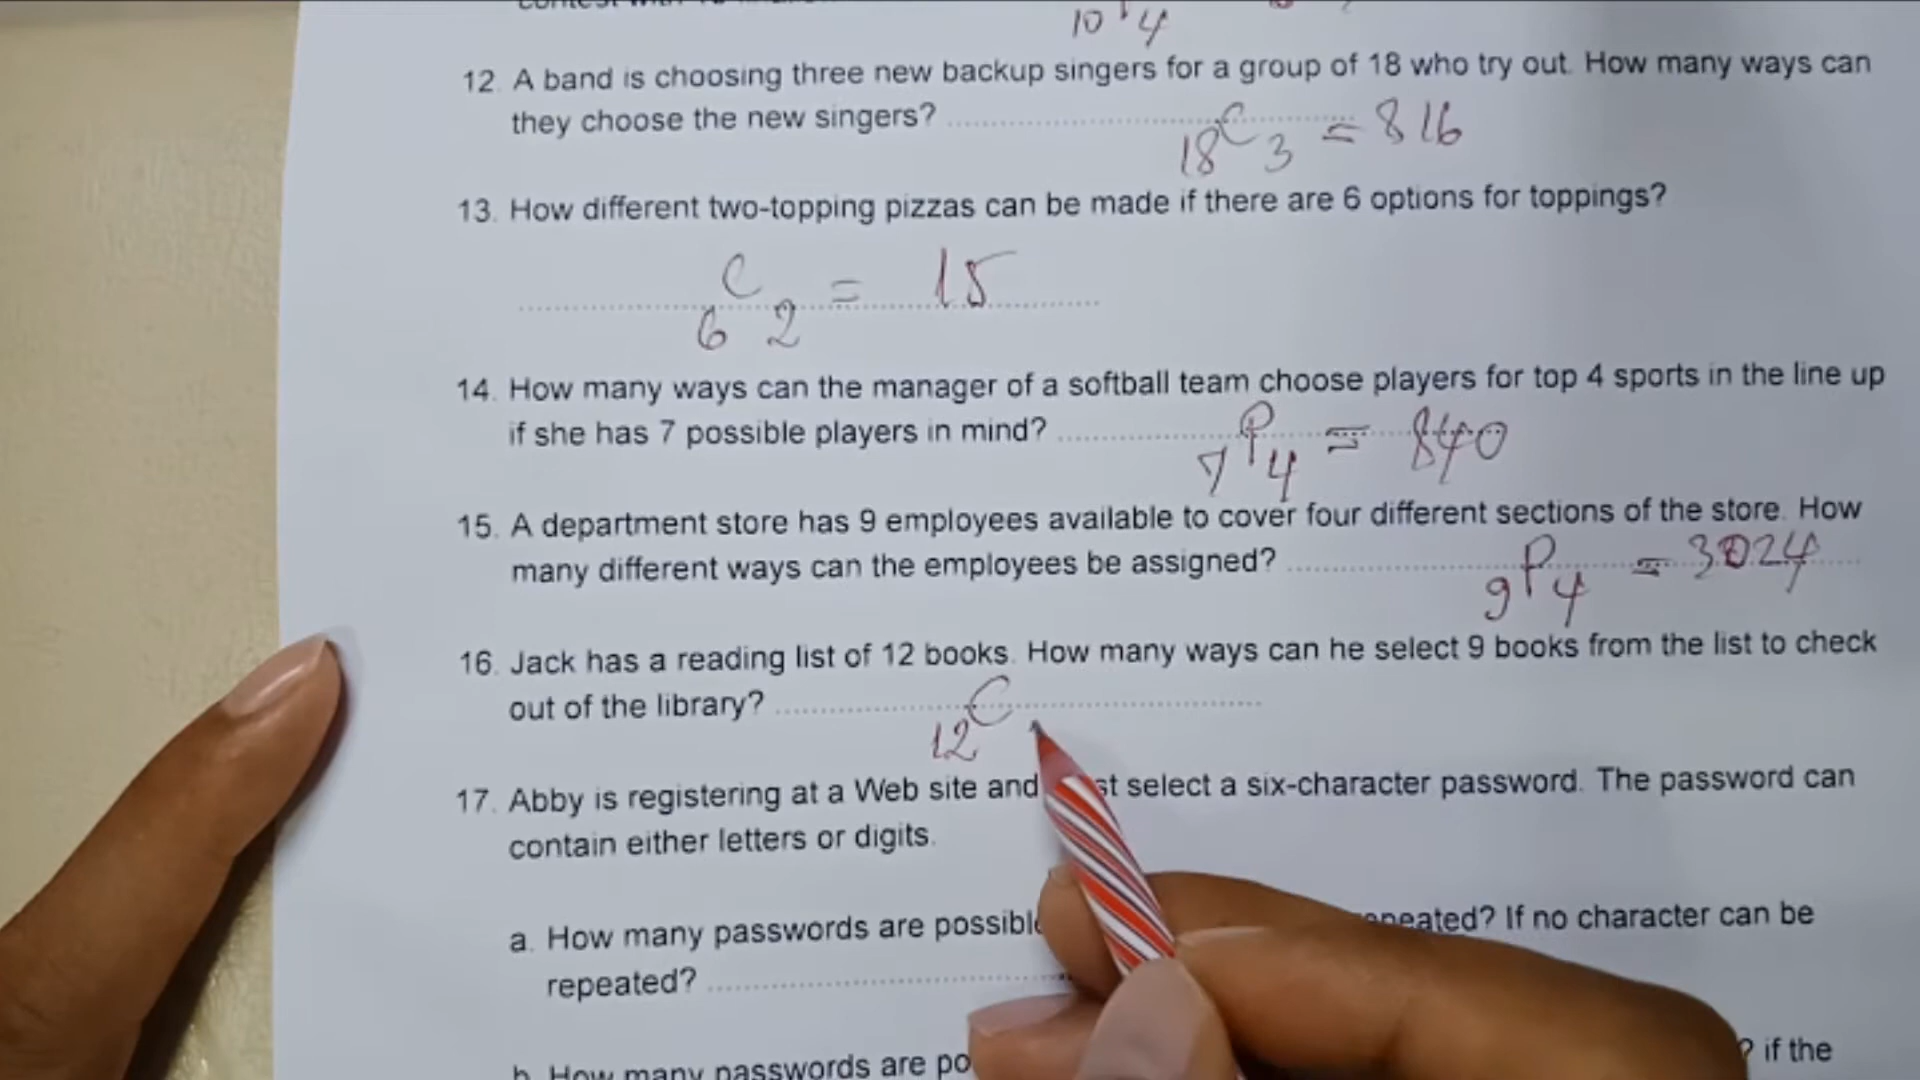 10P4
12. A band is choosing three new backup singers for a group of 18 who try out. How many ways can
they choose the new singers? 18C3 = 816
13. How different two-topping pizzas can be made if there are 6 options for toppings?
6C2 = 15
14. How many ways can the manager of a softball team choose players for top 4 sports in the line up
if she has 7 possible players in mind? 7P4 = 840
15. A department store has 9 employees available to cover four different sections of the store. How
many different ways can the employees be assigned? 9P4 = 3024
16. Jack has a reading list of 12 books. How many ways can he select 9 books from the list to check
out of the library? 12C
17. Abby is registering at a Web site and select a six-character password. The password can
contain either letters or digits.
a. How many passwords are possible repeated? If no character can be
repeated?
b. How many passwords are ? if the